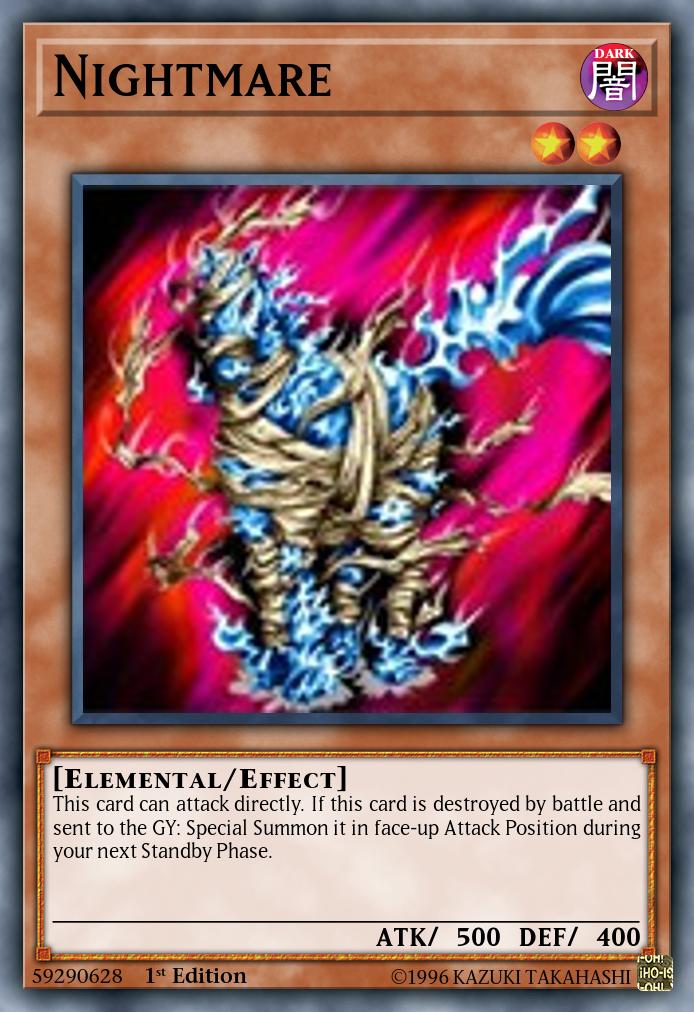 Nightmare
DARK
闇
[Elemental/Effect]
This card can attack directly. If this card is destroyed by battle and
sent to the GY: Special Summon it in face-up Attack Position during
your next Standby Phase.
ATK/ 500 DEF/ 400
59290628 1st Edition ©1996 KAZUKI TAKAHASHI